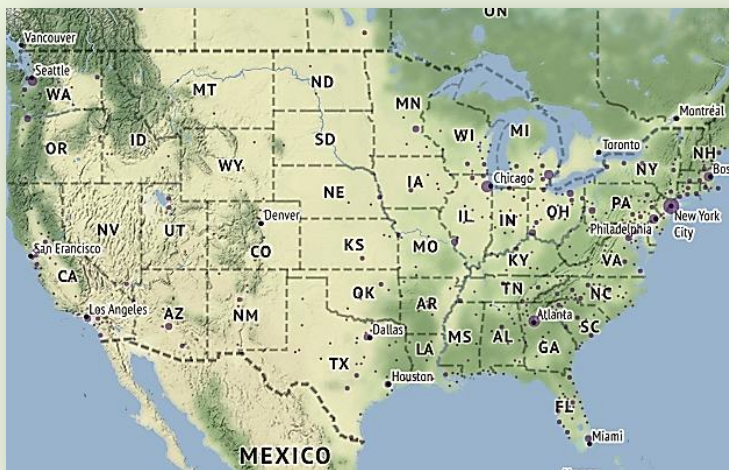 ON
Vancouver
Seattle
WA
MT
ND
MN
Montréal
OR
ID
SD
WI
MI
Toronto
NH
WY
NY
Bos
IA
Chicago
NE
PA
New York
City
NV
UT
Denver
IL
IN
OH
Philadelphia
San Francisco
CO
KS
MO
KY
VA
CA
OK
TN
NC
Los Angeles
AZ
NM
AR
Atlanta
SC
Dallas
MS
AL
GA
TX
LA
Houston
FL
Miami
MEXICO